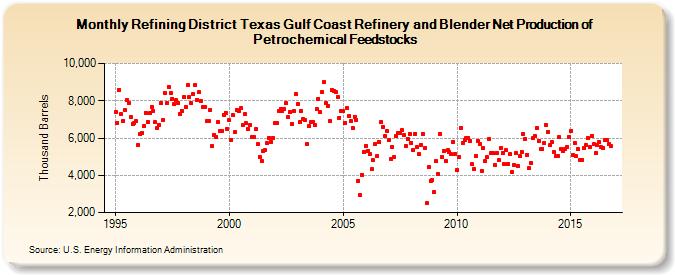 Monthly Refining District Texas Gulf Coast Refinery and Blender Net Production of
Petrochemical Feedstocks
Thousand Barrels
10,000
8,000
6,000
4,000
2,000
1995
2000
2005
2010
2015
Source: U.S. Energy Information Administration